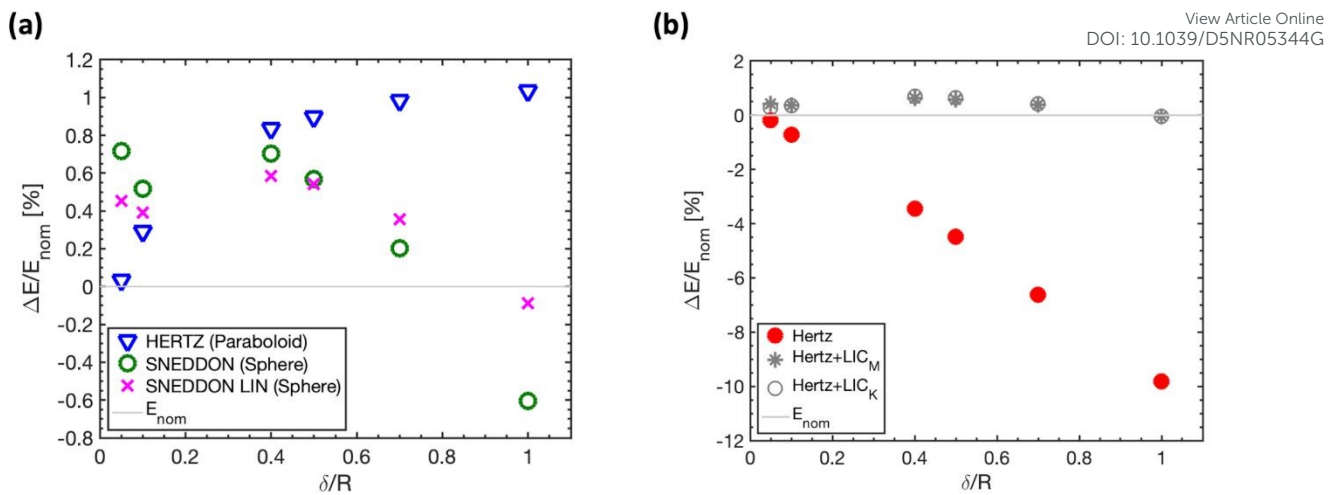 (a)
(b)
View Article Online
DOI: 10.1039/D5NR05344G
1.2
1
0.8
0.6
0.4
0.2
0
-0.2
-0.4
-0.6
-0.8
ΔE/E_nom [%]
HERTZ (Paraboloid)
SNEDDON (Sphere)
SNEDDON LIN (Sphere)
E_nom
0 0.2 0.4 0.6 0.8 1
δ/R
2
0
-2
-4
-6
-8
-10
-12
ΔE/E_nom [%]
Hertz
Hertz+LIC_M
Hertz+LIC_K
E_nom
0 0.2 0.4 0.6 0.8 1
δ/R